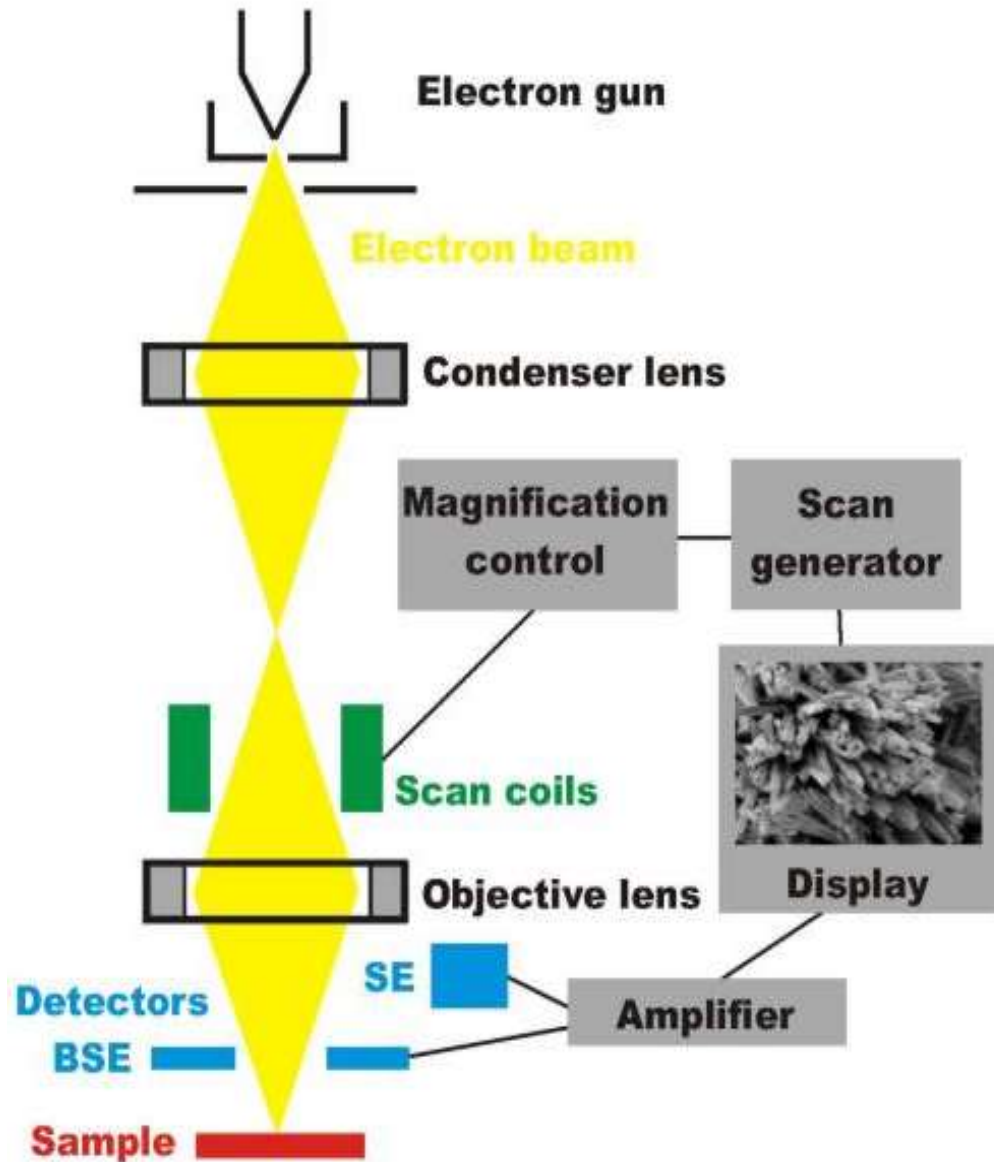 Electron gun
Electron beam
Condenser lens
Magnification
control
Scan
generator
Scan coils
Display
Objective lens
SE
Detectors
Amplifier
BSE
Sample